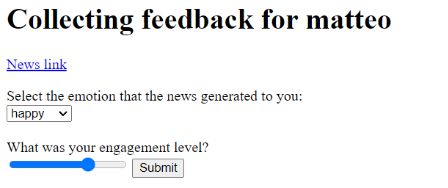 Collecting feedback for matteo
News link
Select the emotion that the news generated to you:
happy
What was your engagement level?
Submit